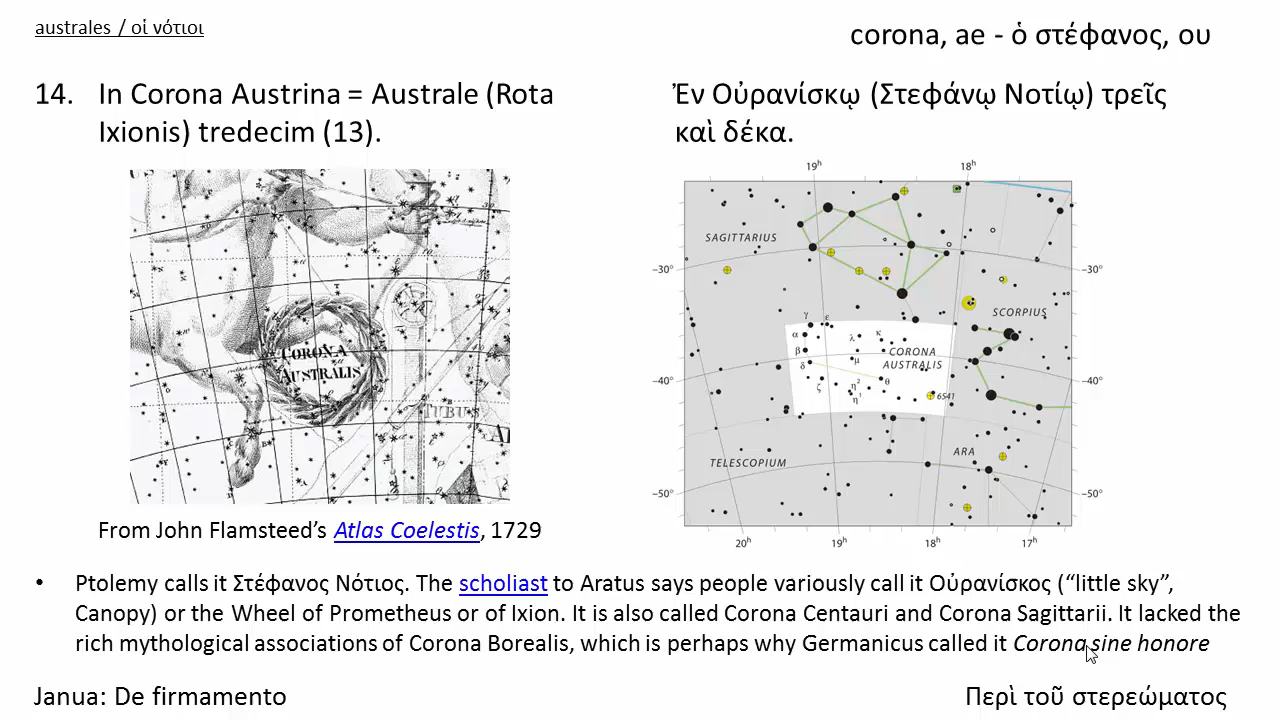 australes / οἱ νότιοι
corona, ae - ὁ στέφανος, ου
14. In Corona Austrina = Australe (Rota
Ixionis) tredecim (13).
Ἐν Οὐρανίσκῳ (Στεφάνῳ Νοτίῳ) τρεῖς
καὶ δέκα.
CORONA
AUSTRALIS
TUBUS
19h 18h
SAGITTARIUS
–30° –30°
SCORPIUS
γ ε
α λ κ
β CORONA
μ AUSTRALIS
δ
–40° –40°
ζ η² θ
η¹ 6541
ARA
TELESCOPIUM
–50° –50°
20h 19h 18h 17h
From John Flamsteed’s Atlas Coelestis, 1729
• Ptolemy calls it Στέφανος Νότιος. The scholiast to Aratus says people variously call it Οὐρανίσκος (“little sky”,
Canopy) or the Wheel of Prometheus or of Ixion. It is also called Corona Centauri and Corona Sagittarii. It lacked the
rich mythological associations of Corona Borealis, which is perhaps why Germanicus called it Corona sine honore
Janua: De firmamento
Περὶ τοῦ στερεώματος